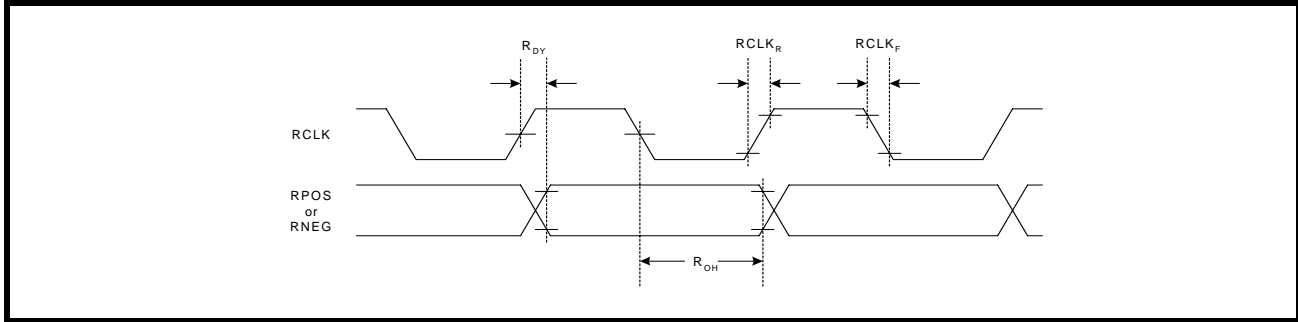 R_DY RCLK_R RCLK_F
RCLK
RPOS
or
RNEG
R_OH